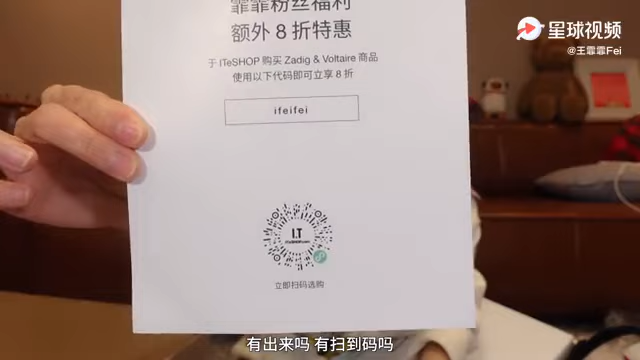 霏霏粉丝福利
额外 8 折特惠
于 ITeSHOP 购买 Zadig & Voltaire 商品
使用以下代码即可立享 8 折
ifeifei
I.T
立即扫码选购
星球视频
@王霏霏Fei
有出来吗 有扫到码吗